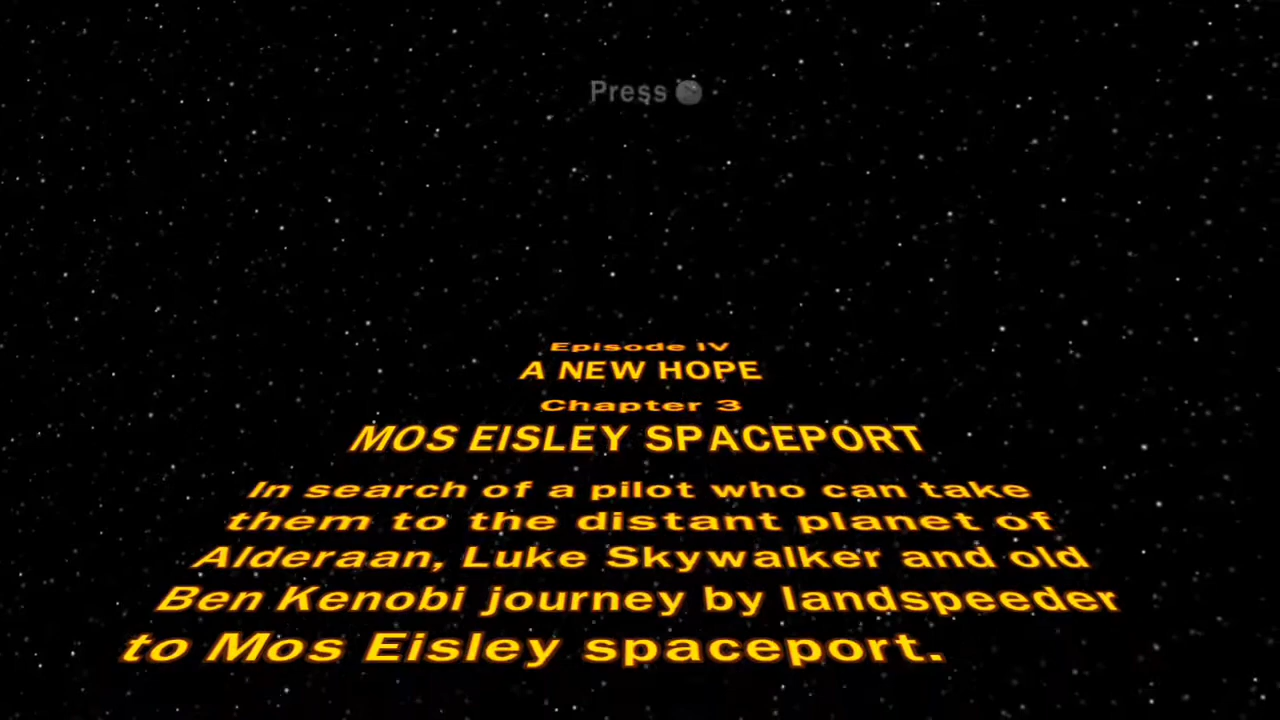 Press
Episode IV
A NEW HOPE
Chapter 3
MOS EISLEY SPACEPORT
In search of a pilot who can take
them to the distant planet of
Alderaan, Luke Skywalker and old
Ben Kenobi journey by landspeeder
to Mos Eisley spaceport.